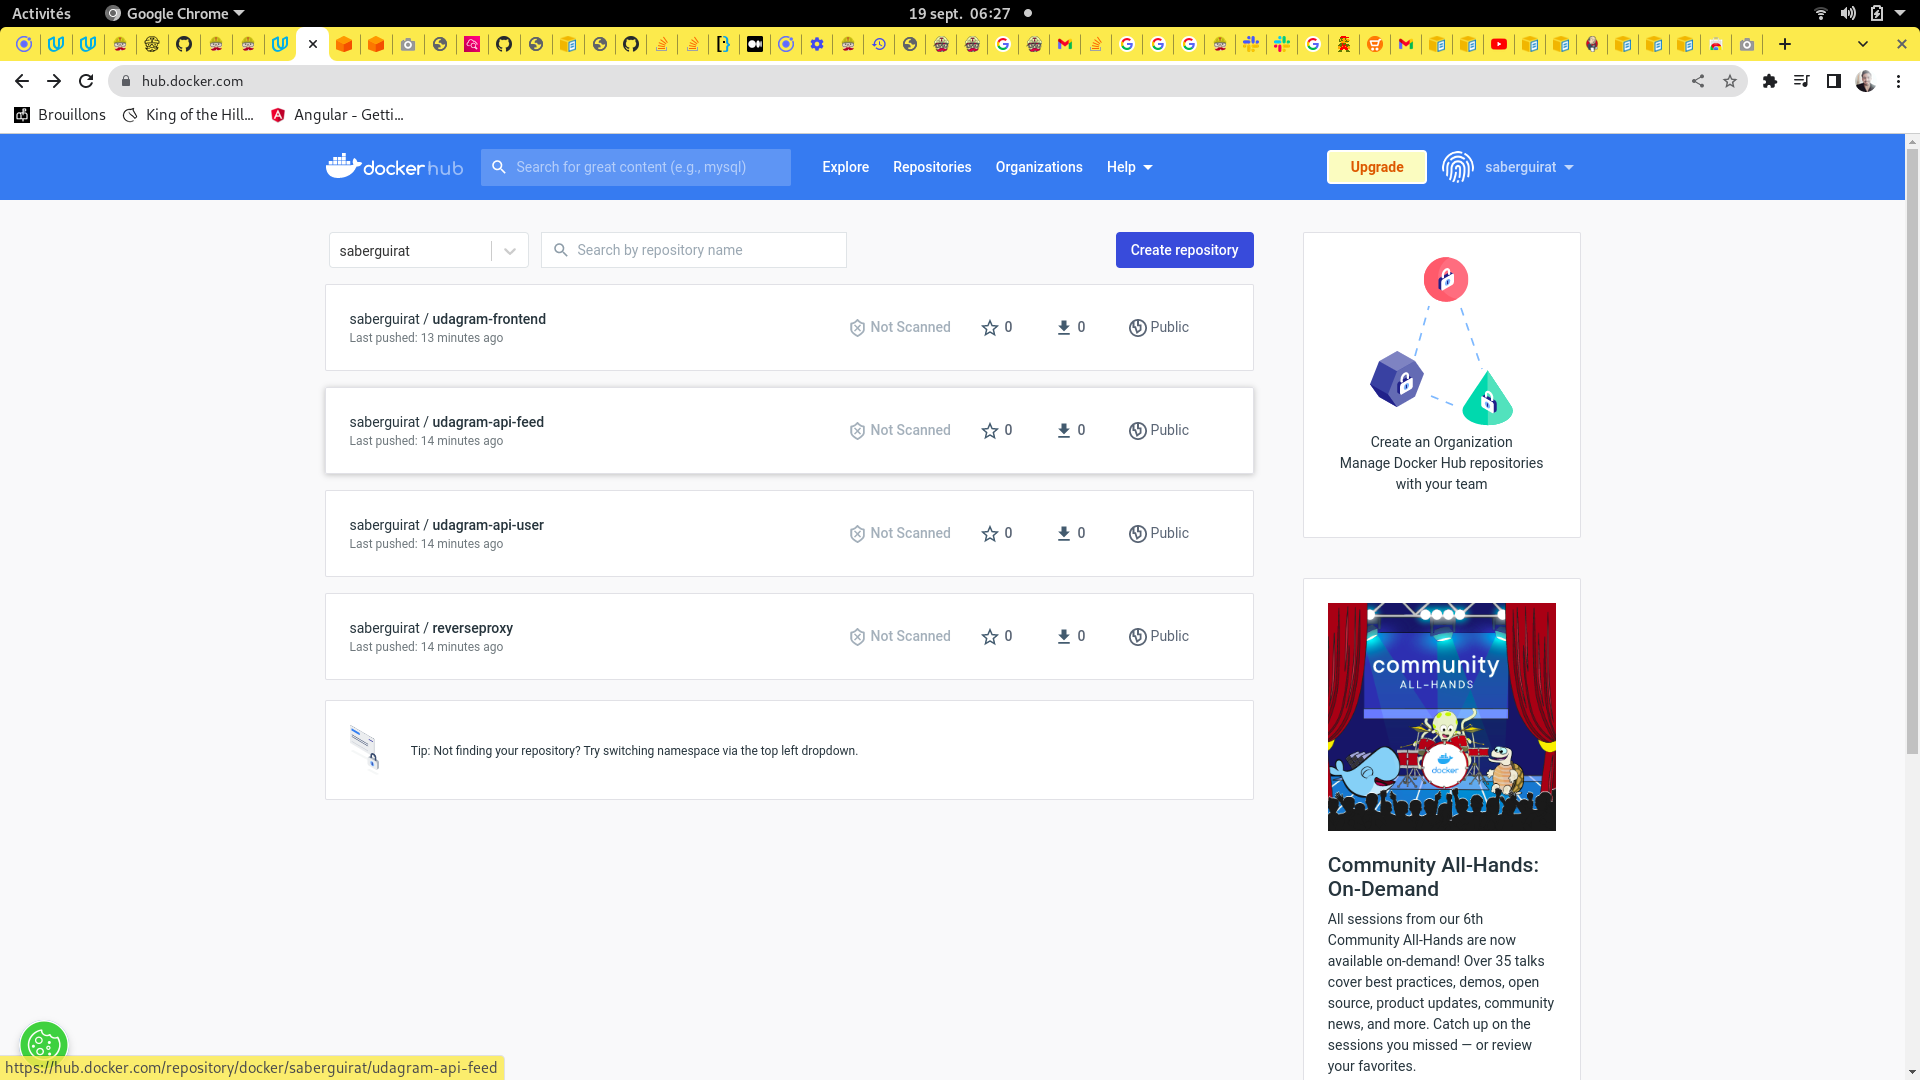 Activités
Google Chrome
19 sept. 06:27
hub.docker.com
Brouillons
King of the Hill...
Angular - Getti...
docker hub
Search for great content (e.g., mysql)
Explore
Repositories
Organizations
Help
Upgrade
saberguirat
saberguirat
Search by repository name
Create repository
saberguirat / udagram-frontend
Last pushed: 13 minutes ago
Not Scanned
0
0
Public
saberguirat / udagram-api-feed
Last pushed: 14 minutes ago
Not Scanned
0
0
Public
saberguirat / udagram-api-user
Last pushed: 14 minutes ago
Not Scanned
0
0
Public
saberguirat / reverseproxy
Last pushed: 14 minutes ago
Not Scanned
0
0
Public
Tip: Not finding your repository? Try switching namespace via the top left dropdown.
Create an Organization
Manage Docker Hub repositories
with your team
community
ALL-HANDS
docker
Community All-Hands:
On-Demand
All sessions from our 6th
Community All-Hands are now
available on-demand! Over 35 talks
cover best practices, demos, open
source, product updates, community
news, and more. Catch up on the
sessions you missed — or review
your favorites.
https://hub.docker.com/repository/docker/saberguirat/udagram-api-feed